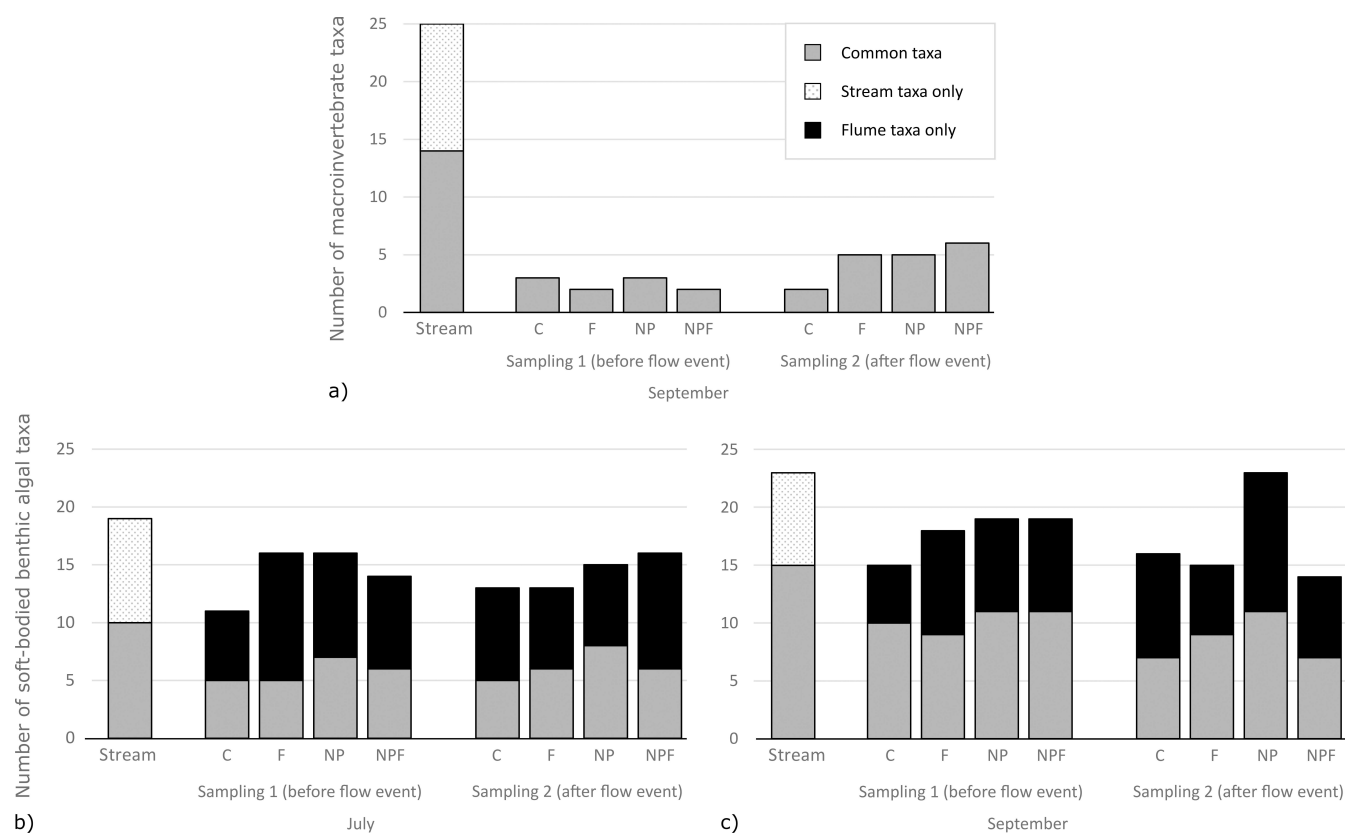 Number of macroinvertebrate taxa
25
20
15
10
5
0
Common taxa
Stream taxa only
Flume taxa only
Stream C F NP NPF C F NP NPF
Sampling 1 (before flow event) Sampling 2 (after flow event)
a) September
Number of soft-bodied benthic algal taxa
25
20
15
10
5
0
Stream C F NP NPF C F NP NPF
Sampling 1 (before flow event) Sampling 2 (after flow event)
b) July
25
20
15
10
5
0
Stream C F NP NPF C F NP NPF
Sampling 1 (before flow event) Sampling 2 (after flow event)
c) September